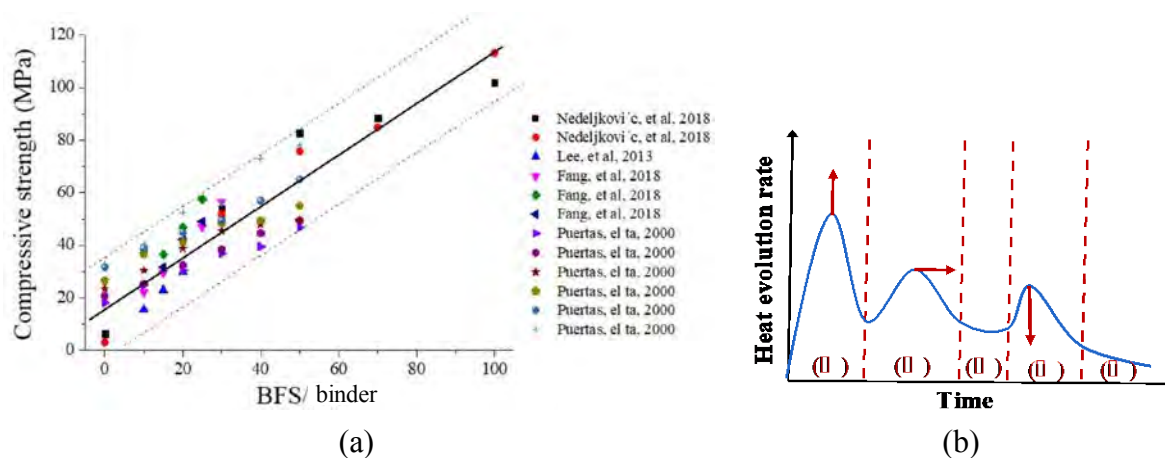 Compressive strength (MPa)
120
100
80
60
40
20
0
0
20
40
60
80
100
BFS/ binder
Nedeljkovi´c, et al, 2018
Nedeljkovi´c, et al, 2018
Lee, et al, 2013
Fang, et al, 2018
Fang, et al, 2018
Fang, et al, 2018
Puertas, el ta, 2000
Puertas, el ta, 2000
Puertas, el ta, 2000
Puertas, el ta, 2000
Puertas, el ta, 2000
Puertas, el ta, 2000
(a)
Heat evolution rate
Time
(b)